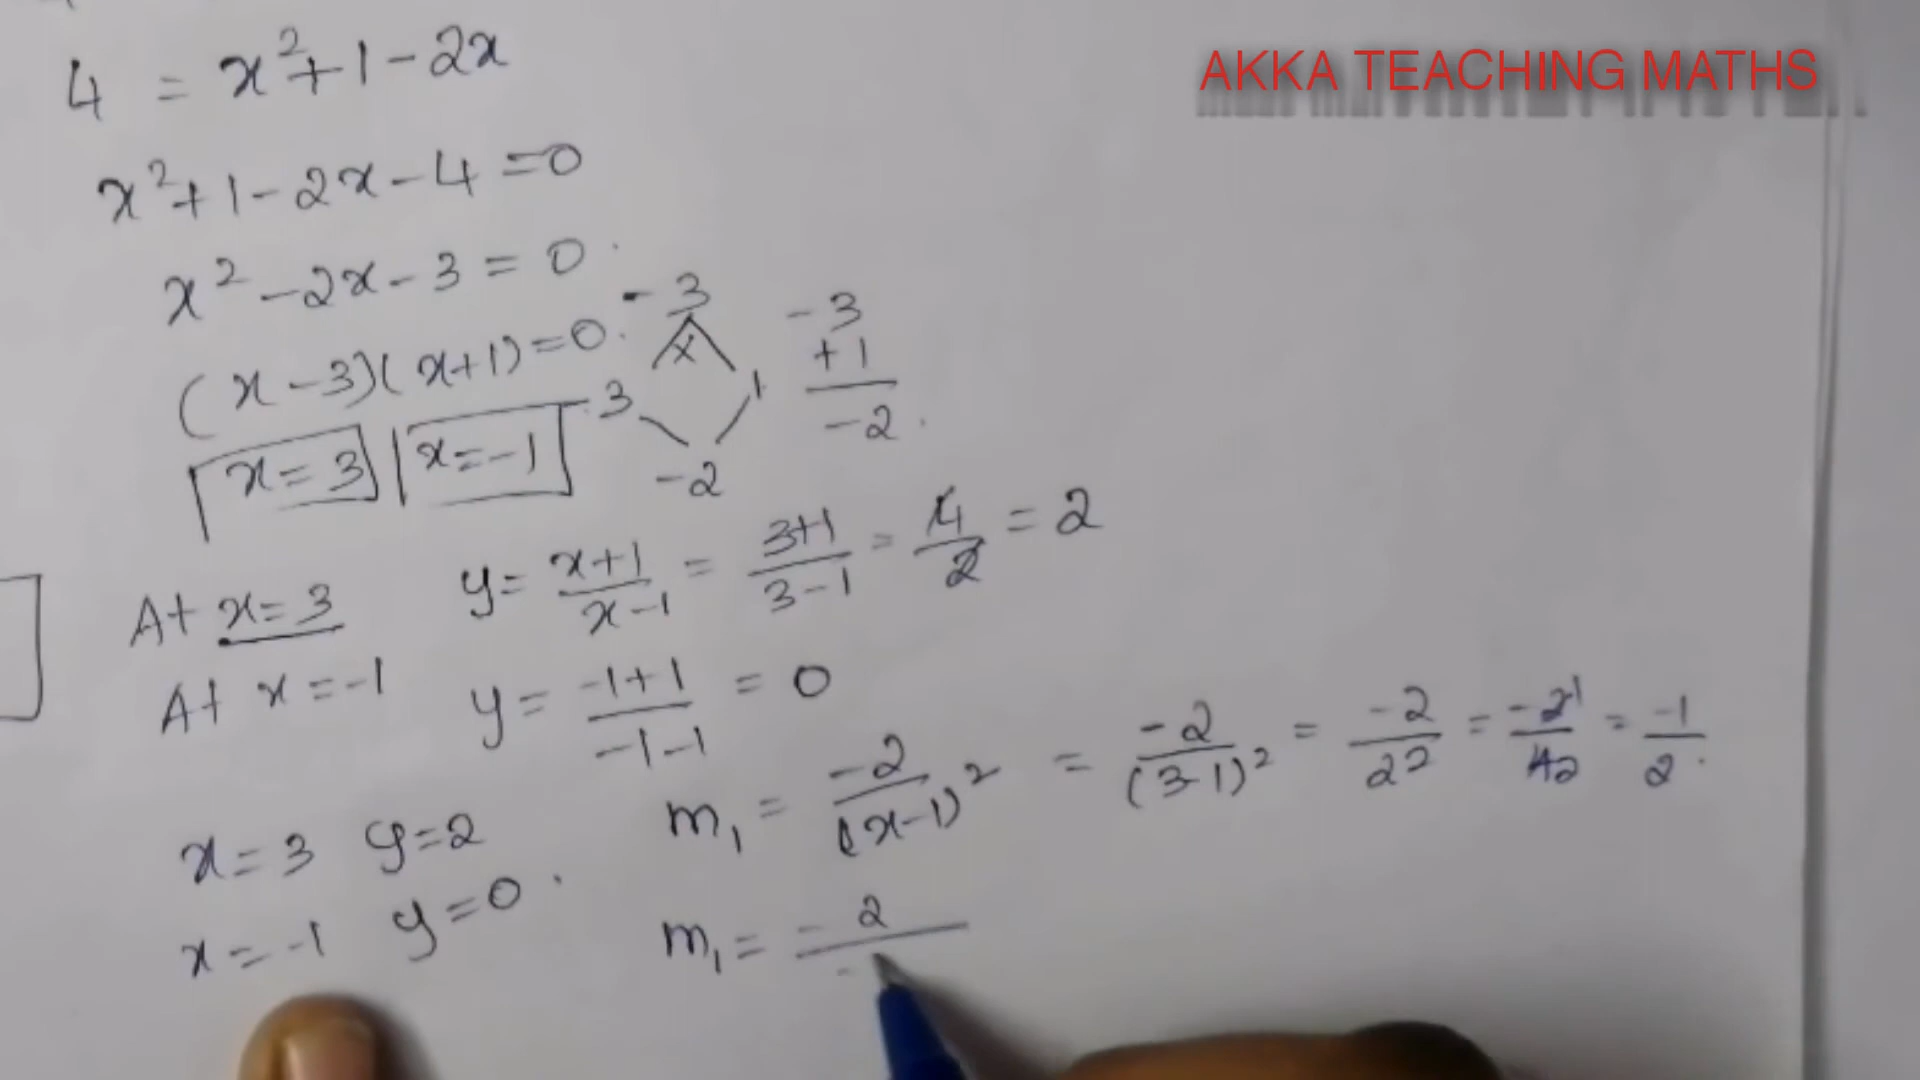 AKKA TEACHING MATHS
4 = x²+1-2x
x²+1-2x-4=0
x²-2x-3=0
(x-3)(x+1)=0
-3
x
-3 1
-2
-3
+1
-2
x=3 | x=-1
At x=3 y= x+1/x-1 = 3+1/3-1 = 4/2 = 2
At x=-1 y= -1+1/-1-1 = 0
x=3 y=2
m₁ = -2/(x-1)² = -2/(3-1)² = -2/2² = -2¹/42 = -1/2.
x=-1 y=0.
m₁ = -2/-